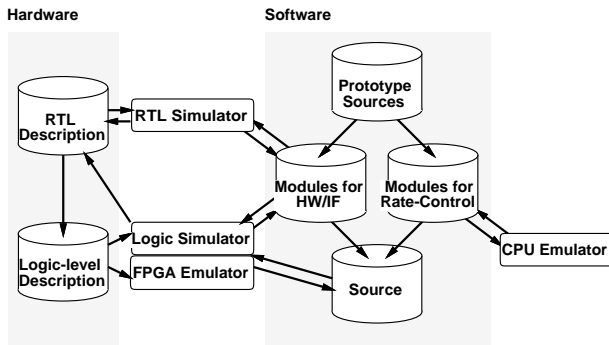 Hardware
Software
RTL
Description
RTL Simulator
Prototype
Sources
Modules for
HW/IF
Modules for
Rate-Control
Logic-level
Description
Logic Simulator
FPGA Emulator
Source
CPU Emulator